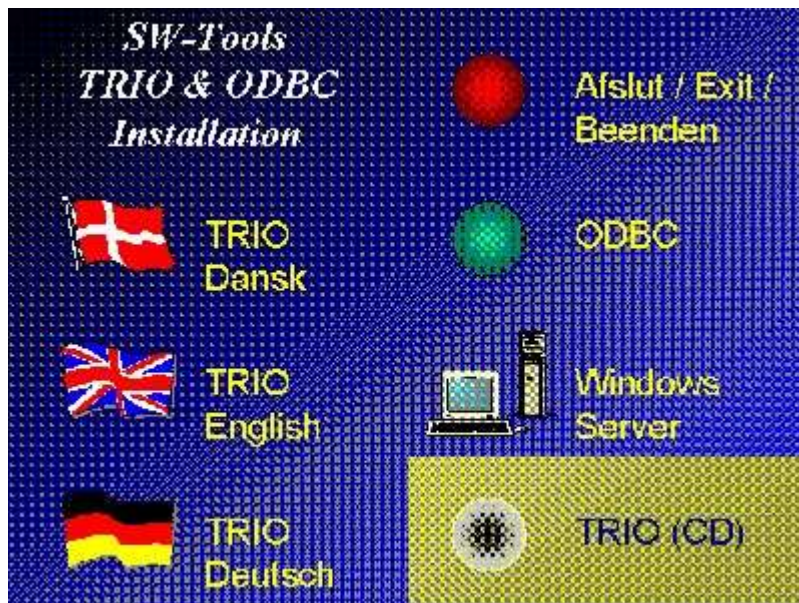 SW-Tools
TRIO & ODBC
Installation
Afslut / Exit /
Beenden
TRIO
Dansk
ODBC
TRIO
English
Windows
Server
TRIO
Deutsch
TRIO (CD)